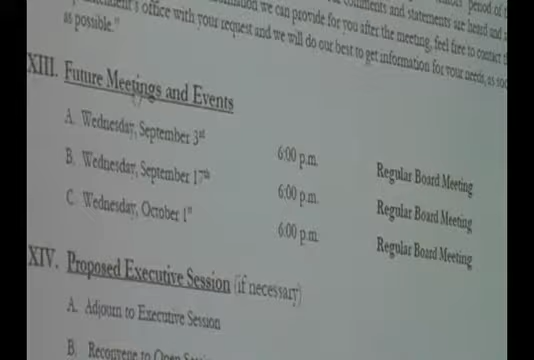 comments and statements are heard and
we can provide for you after the meeting, feel free to contact
office with your request and we will do our best to get information for your needs, as
as possible."
XIII. Future Meetings and Events
A. Wednesday, September 3st 6:00 p.m. Regular Board Meeting
B. Wednesday, September 17th 6:00 p.m. Regular Board Meeting
C. Wednesday, October 1st 6:00 p.m. Regular Board Meeting
XIV. Proposed Executive Session (if necessary)
A. Adjourn to Executive Session
B. Reconvene to Open